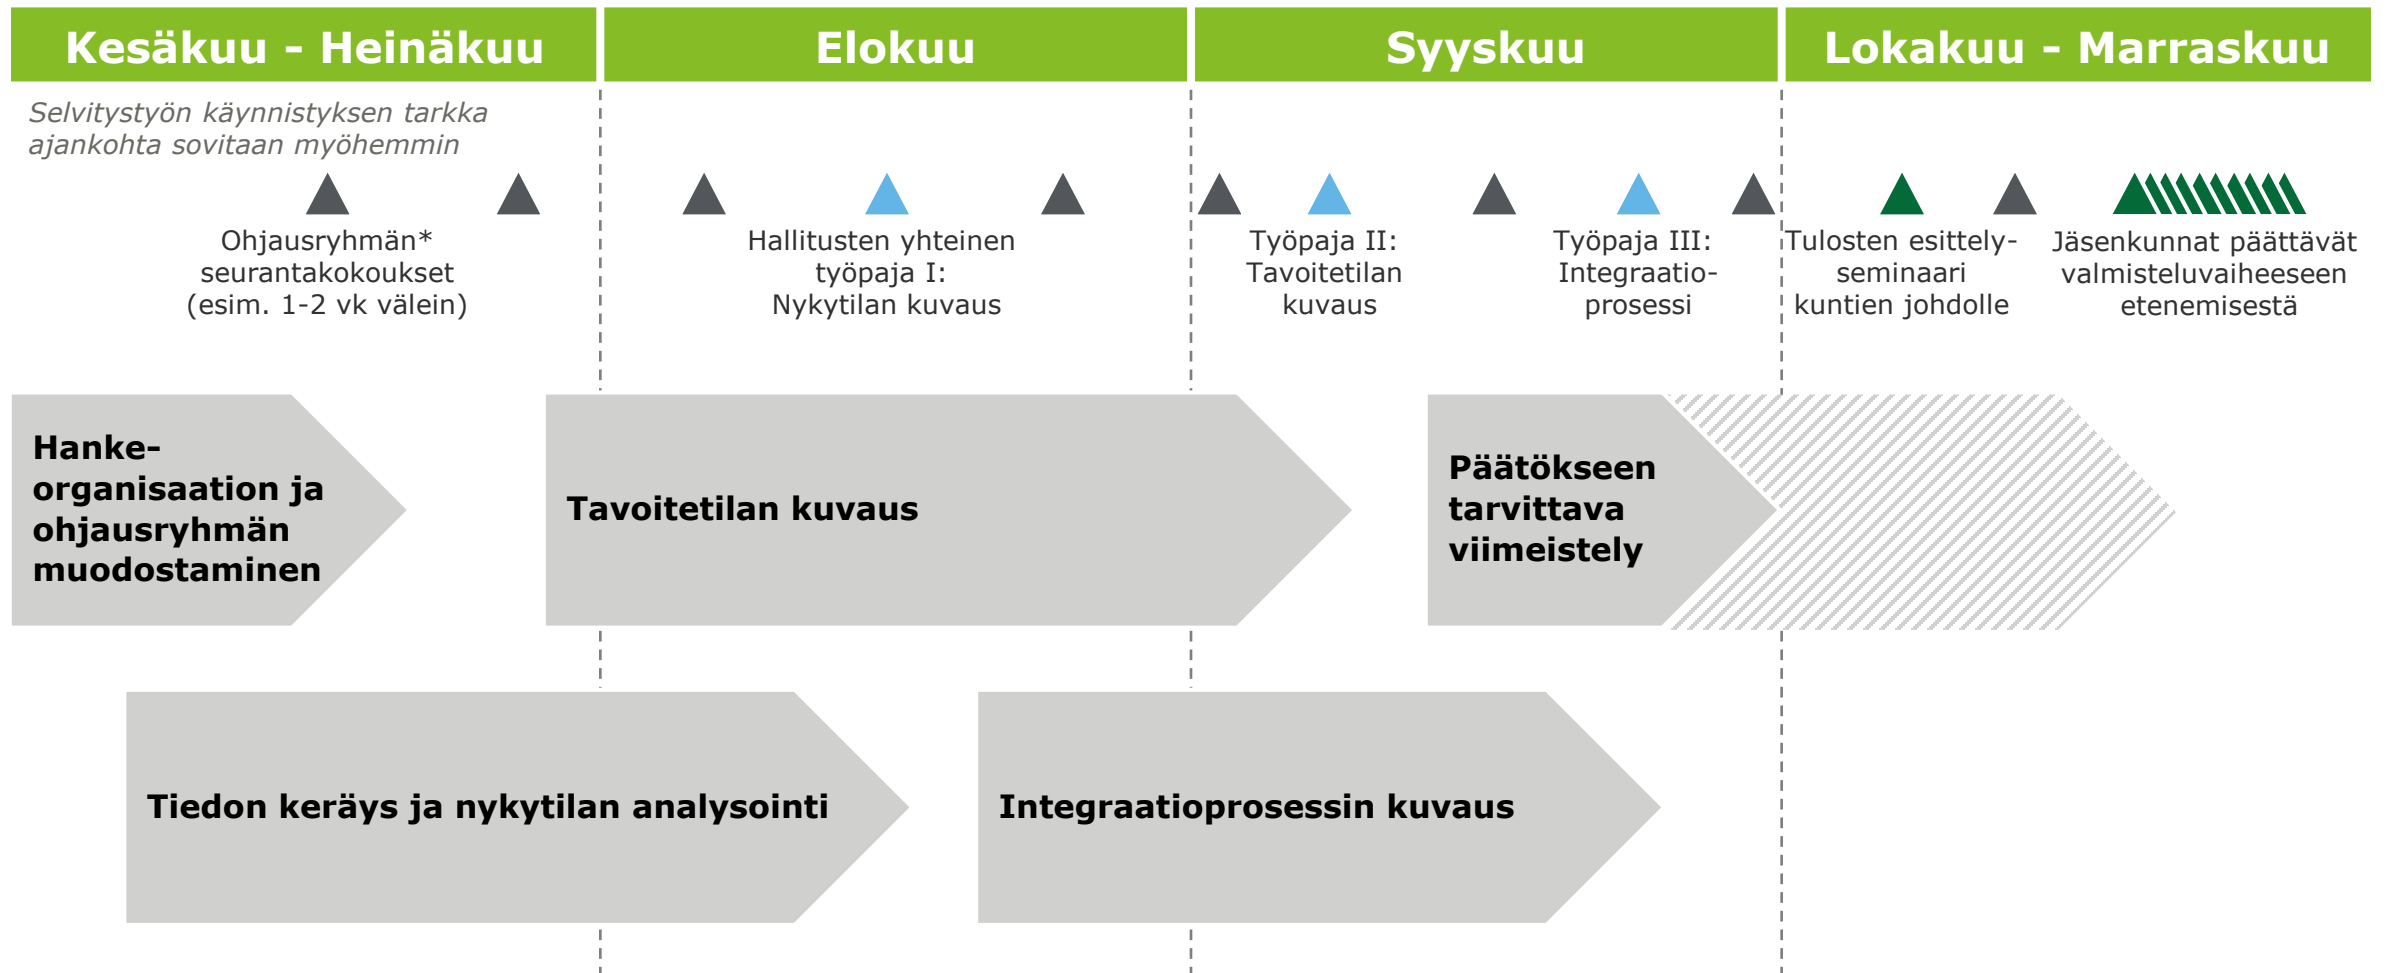 Kesäkuu - Heinäkuu
Elokuu
Syyskuu
Lokakuu - Marraskuu
Selvitystyön käynnistyksen tarkka
ajankohta sovitaan myöhemmin
Ohjausryhmän*
seurantakokoukset
(esim. 1-2 vk välein)
Hallitusten yhteinen
työpaja I:
Nykytilan kuvaus
Työpaja II:
Tavoitetilan
kuvaus
Työpaja III:
Integraatio-
prosessi
Tulosten esittely-
seminaari
kuntien johdolle
Jäsenkunnat päättävät
valmisteluvaiheeseen
etenemisestä
Hanke-
organisaation ja
ohjausryhmän
muodostaminen
Tavoitetilan kuvaus
Päätökseen
tarvittava
viimeistely
Tiedon keräys ja nykytilan analysointi
Integraatioprosessin kuvaus